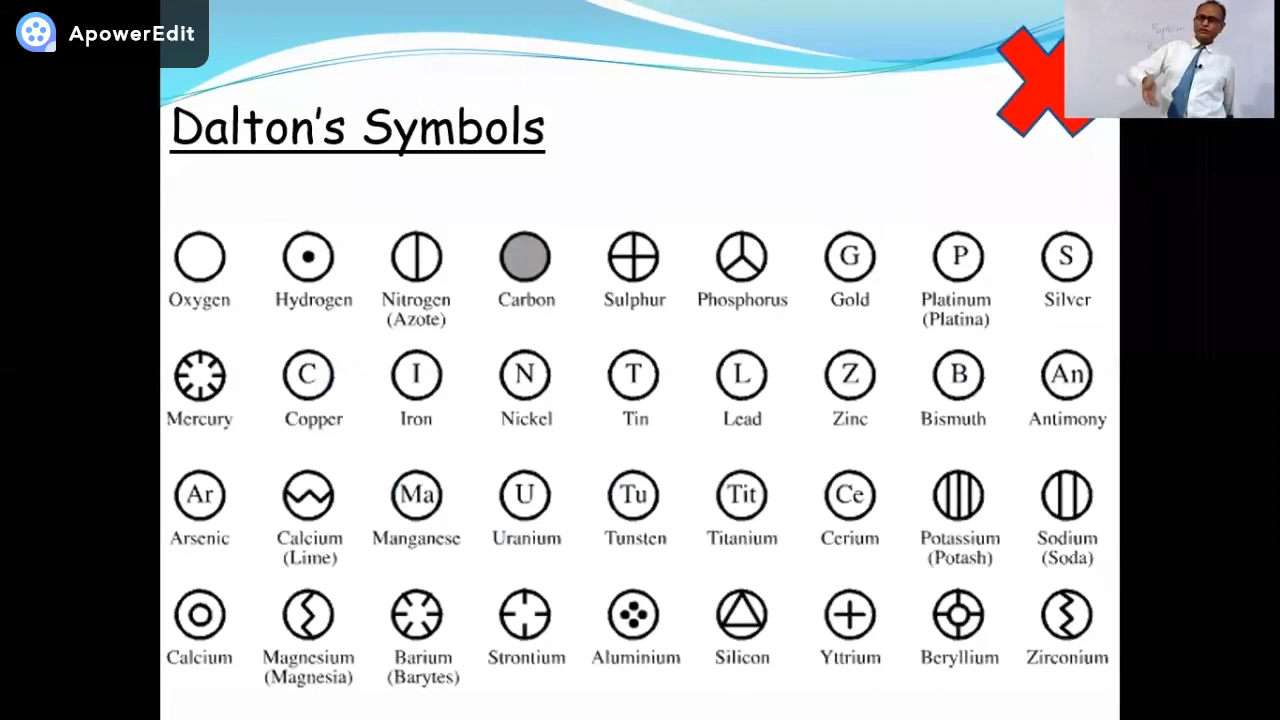 ApowerEdit
Dalton's Symbols
G P S
Oxygen Hydrogen Nitrogen Carbon Sulphur Phosphorus Gold Platinum Silver
(Azote) (Platina)
C I N T L Z B An
Mercury Copper Iron Nickel Tin Lead Zinc Bismuth Antimony
Ar Ma U Tu Tit Ce
Arsenic Calcium Manganese Uranium Tunsten Titanium Cerium Potassium Sodium
(Lime) (Potash) (Soda)
Calcium Magnesium Barium Strontium Aluminium Silicon Yttrium Beryllium Zirconium
(Magnesia) (Barytes)